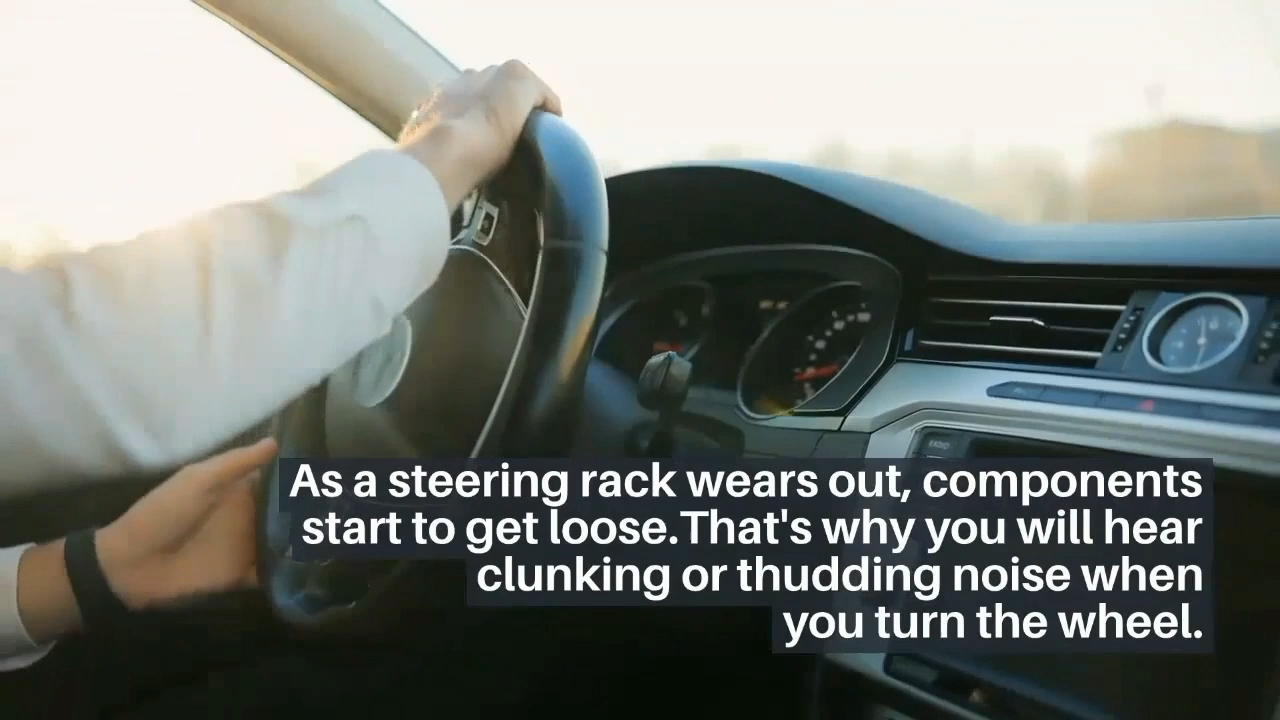 As a steering rack wears out, components
start to get loose.That's why you will hear
clunking or thudding noise when
you turn the wheel.